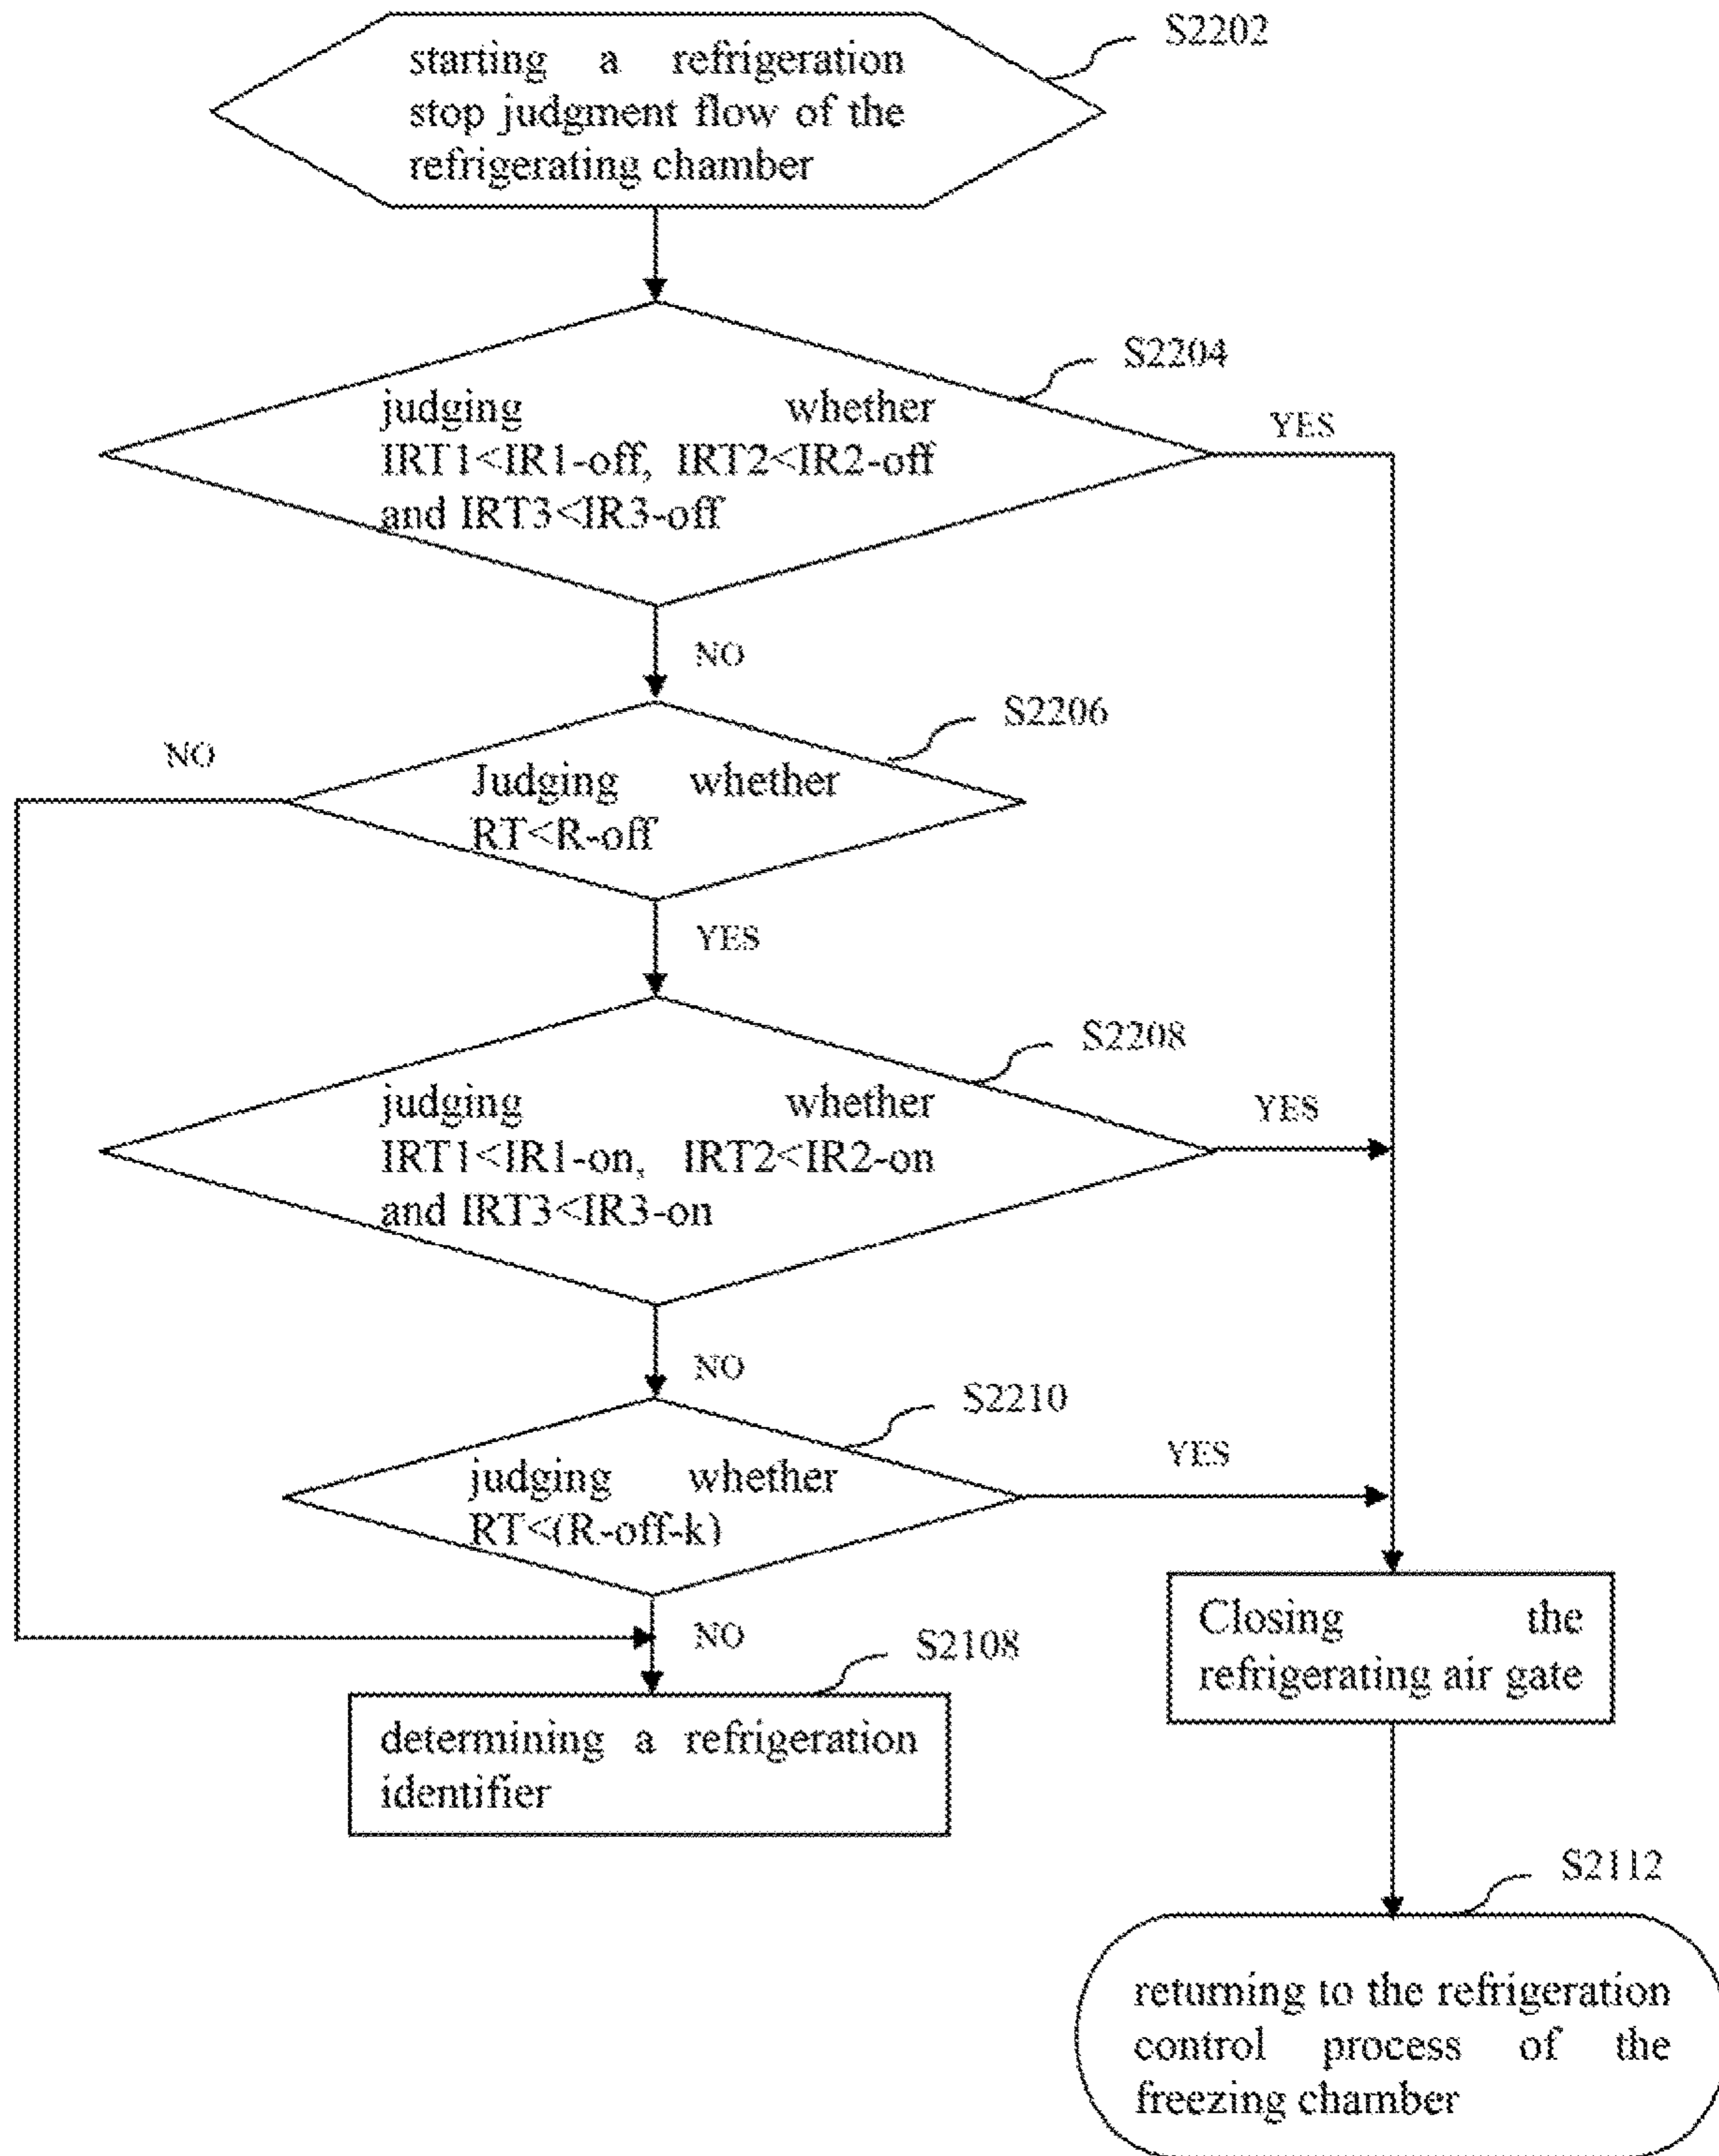 S2202
starting a refrigeration
stop judgment flow of the
refrigerating chamber
S2204
judging whether
IRT1<IR1-off, IRT2<IR2-off
and IRT3<IR3-off
YES
NO
S2206
NO
Judging whether
RT<R-off
YES
S2208
judging whether
IRT1<IR1-on, IRT2<IR2-on
and IRT3<IR3-on
YES
NO
S2210
judging whether
RT<(R-off-k)
YES
NO
S2108
determining a refrigeration
identifier
Closing the
refrigerating air gate
S2112
returning to the refrigeration
control process of the
freezing chamber